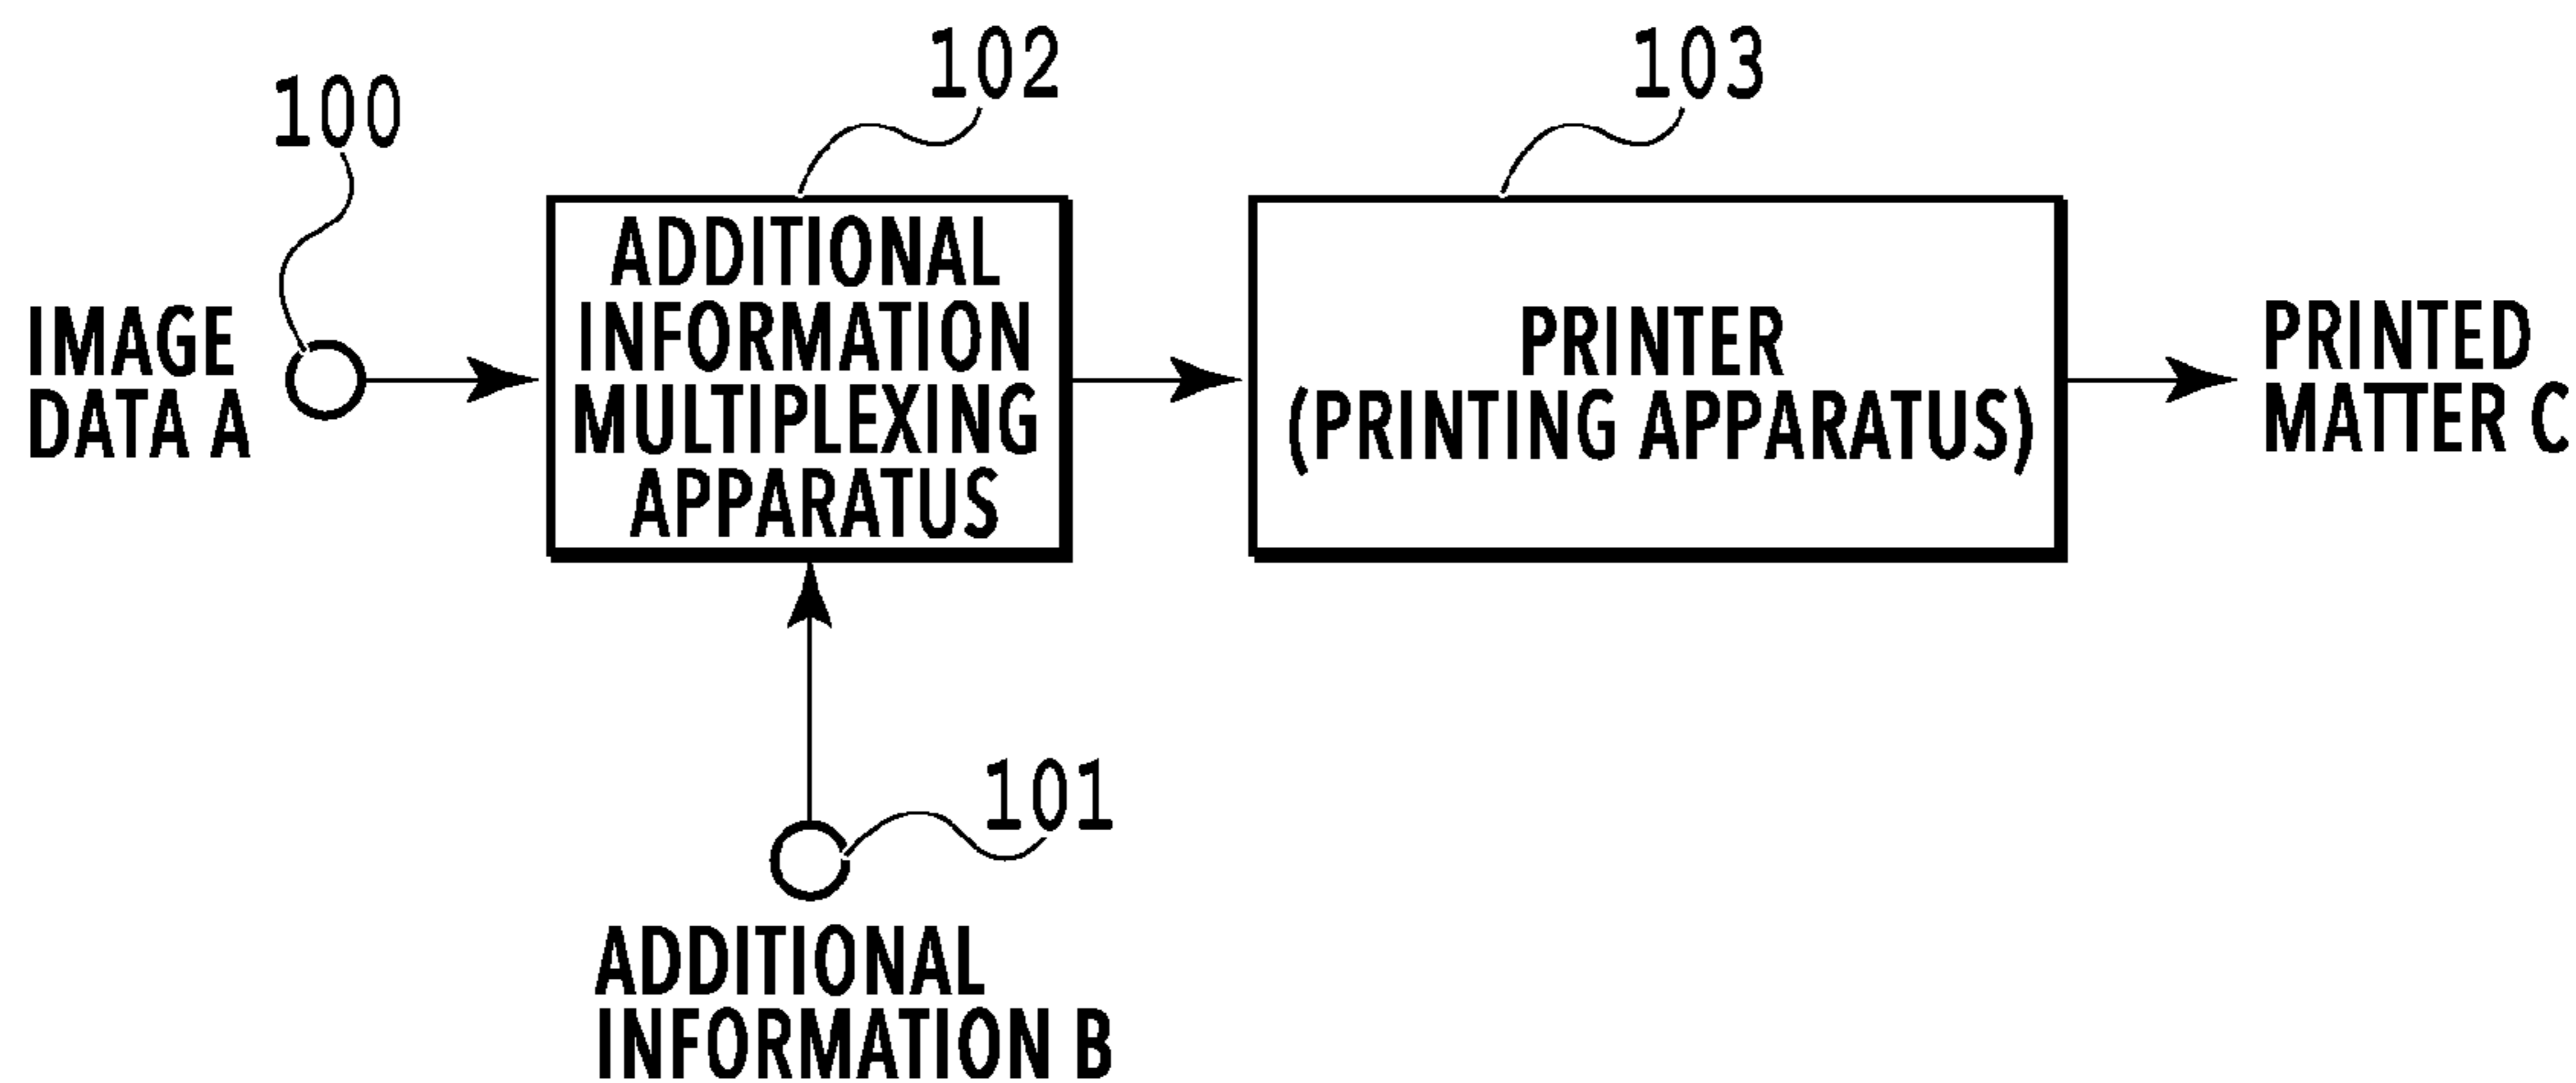 100
102
103
IMAGE
DATA A
ADDITIONAL
INFORMATION
MULTIPLEXING
APPARATUS
PRINTER
(PRINTING APPARATUS)
PRINTED
MATTER C
101
ADDITIONAL
INFORMATION B